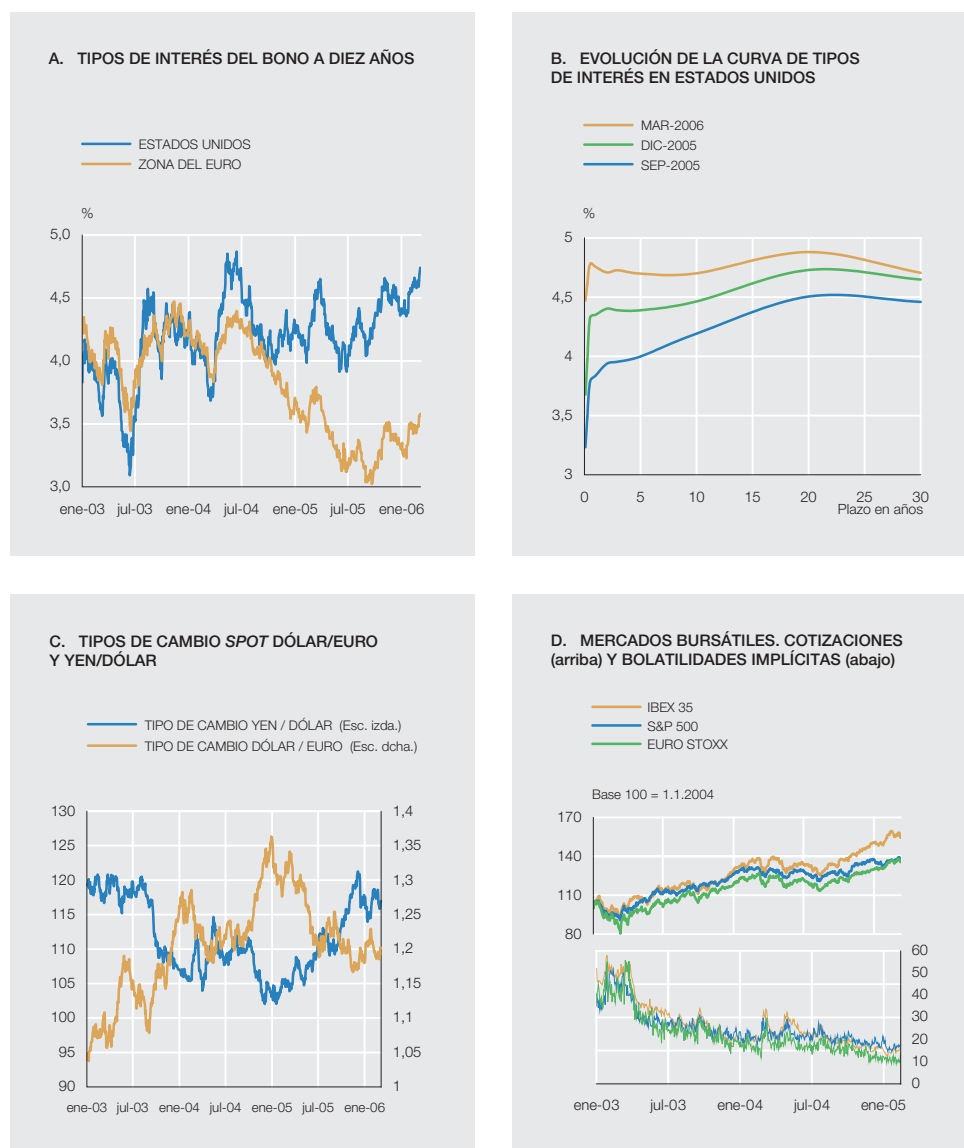 A. TIPOS DE INTERÉS DEL BONO A DIEZ AÑOS
ESTADOS UNIDOS
ZONA DEL EURO
%
5,0
4,5
4,0
3,5
3,0
ene-03 jul-03 ene-04 jul-04 ene-05 jul-05 ene-06
B. EVOLUCIÓN DE LA CURVA DE TIPOS
DE INTERÉS EN ESTADOS UNIDOS
MAR-2006
DIC-2005
SEP-2005
%
5
4,5
4
3,5
3
0 5 10 15 20 25 30
Plazo en años
C. TIPOS DE CAMBIO SPOT DÓLAR/EURO
Y YEN/DÓLAR
TIPO DE CAMBIO YEN / DÓLAR (Esc. izda.)
TIPO DE CAMBIO DÓLAR / EURO (Esc. dcha.)
130 1,4
125 1,35
120 1,3
115 1,25
110 1,2
105 1,15
100 1,1
95 1,05
90 1
ene-03 jul-03 ene-04 jul-04 ene-05 jul-05 ene-06
D. MERCADOS BURSÁTILES. COTIZACIONES
(arriba) Y BOLATILIDADES IMPLÍCITAS (abajo)
IBEX 35
S&P 500
EURO STOXX
Base 100 = 1.1.2004
170
140
110
80
60
50
40
30
20
10
0
ene-03 jul-03 ene-04 jul-04 ene-05